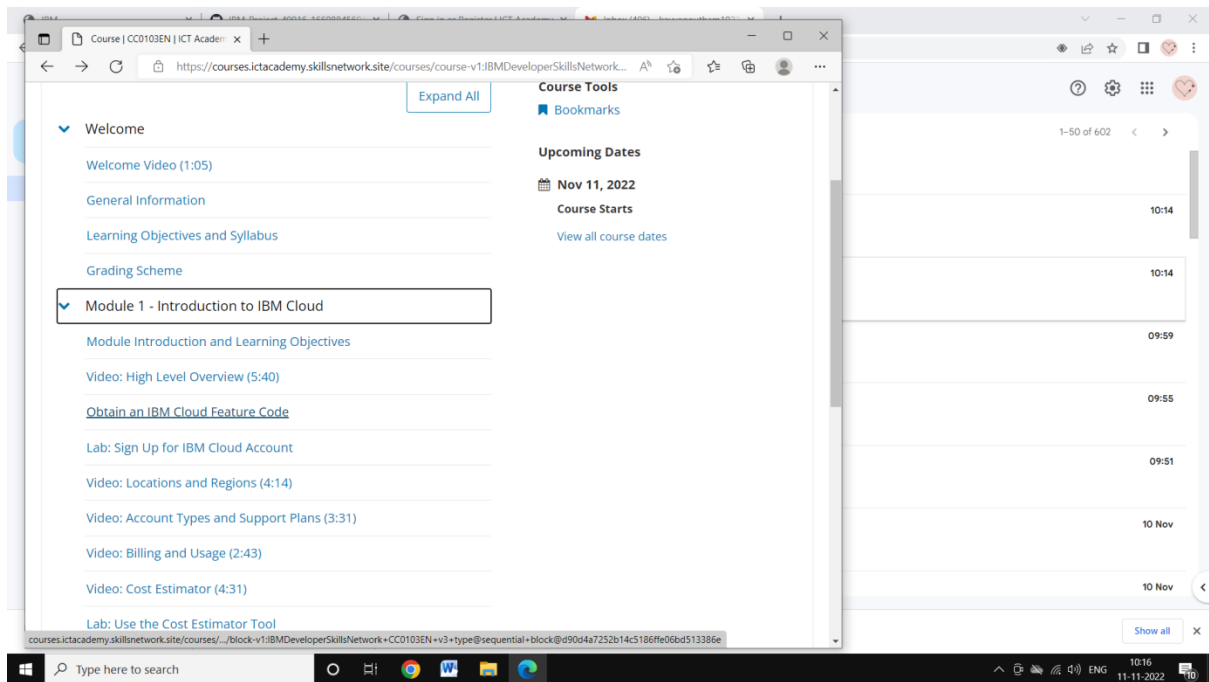 Course | CC0103EN | ICT Academ
https://courses.ictacademy.skillsnetwork.site/courses/course-v1:IBMDeveloperSkillsNetwork...
Expand All
Course Tools
Bookmarks
Welcome
Welcome Video (1:05)
General Information
Learning Objectives and Syllabus
Grading Scheme
Upcoming Dates
Nov 11, 2022
Course Starts
View all course dates
Module 1 - Introduction to IBM Cloud
Module Introduction and Learning Objectives
Video: High Level Overview (5:40)
Obtain an IBM Cloud Feature Code
Lab: Sign Up for IBM Cloud Account
Video: Locations and Regions (4:14)
Video: Account Types and Support Plans (3:31)
Video: Billing and Usage (2:43)
Video: Cost Estimator (4:31)
Lab: Use the Cost Estimator Tool
courses.ictacademy.skillsnetwork.site/courses/.../block-v1:IBMDeveloperSkillsNetwork+CC0103EN+v3+type@sequential+block@d90d4a7252b14c5186ffe06bd513386e
1–50 of 602
10:14
10:14
09:59
09:55
09:51
10 Nov
10 Nov
Show all
Type here to search
ENG
10:16
11-11-2022
10